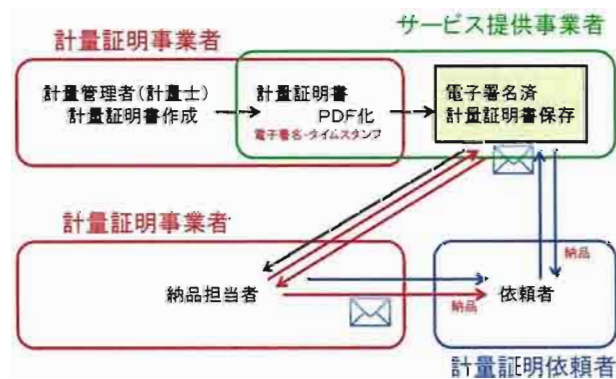 計量証明事業者
サービス提供事業者
計量管理者(計量士)
計量証明書作成
計量証明書
PDF化
電子署名・タイムスタンプ
電子署名済
計量証明書保存
計量証明事業者
納品担当者
納品
納品
依頼者
計量証明依頼者